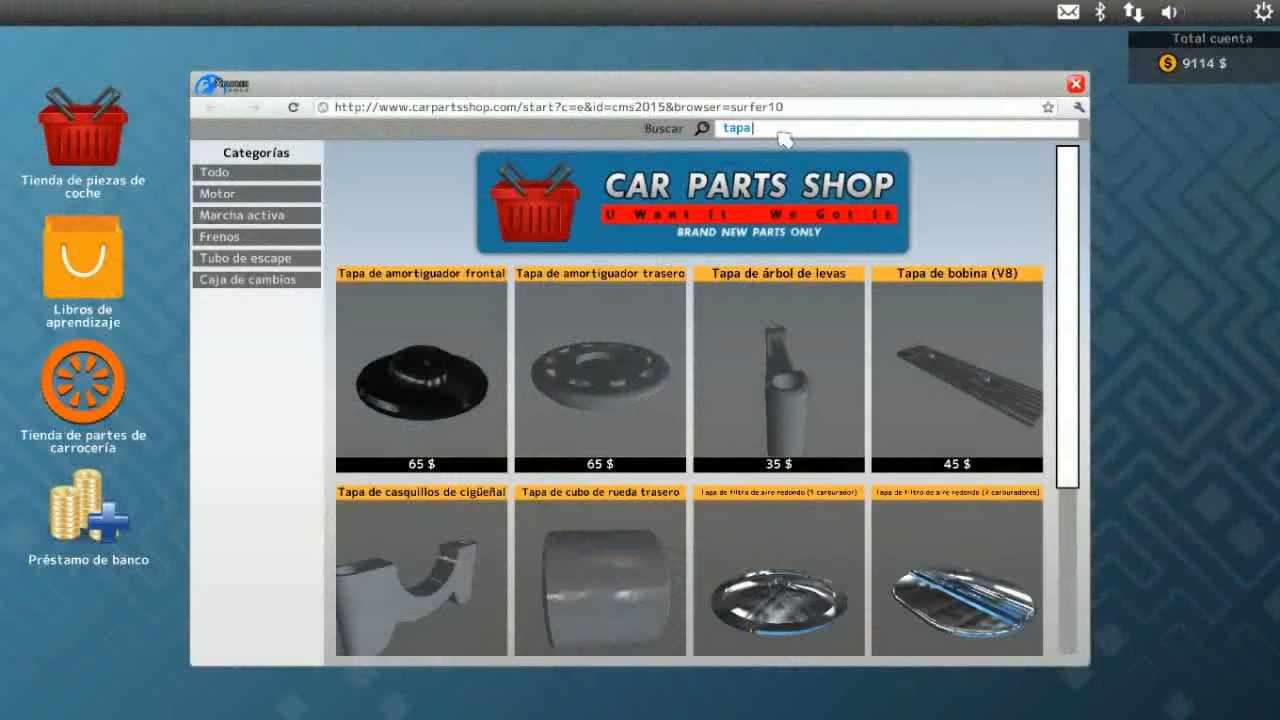 Total cuenta
9114 $
http://www.carpartsshop.com/start?c=e&id=cms2015&browser=surfer10
Buscar
tapa
Categorías
Todo
Motor
Marcha activa
Frenos
Tubo de escape
Caja de cambios
CAR PARTS SHOP
U Want It We Got It
BRAND NEW PARTS ONLY
Tapa de amortiguador frontal
Tapa de amortiguador trasero
Tapa de árbol de levas
Tapa de bobina (V8)
65 $
65 $
35 $
45 $
Tapa de casquillos de cigüeñal
Tapa de cubo de rueda trasero
Tapa de filtro de aire redondo (1 carburador)
Tapa de filtro de aire redondo (2 carburadores)
Tienda de piezas de
coche
Libros de
aprendizaje
Tienda de partes de
carrocería
Préstamo de banco